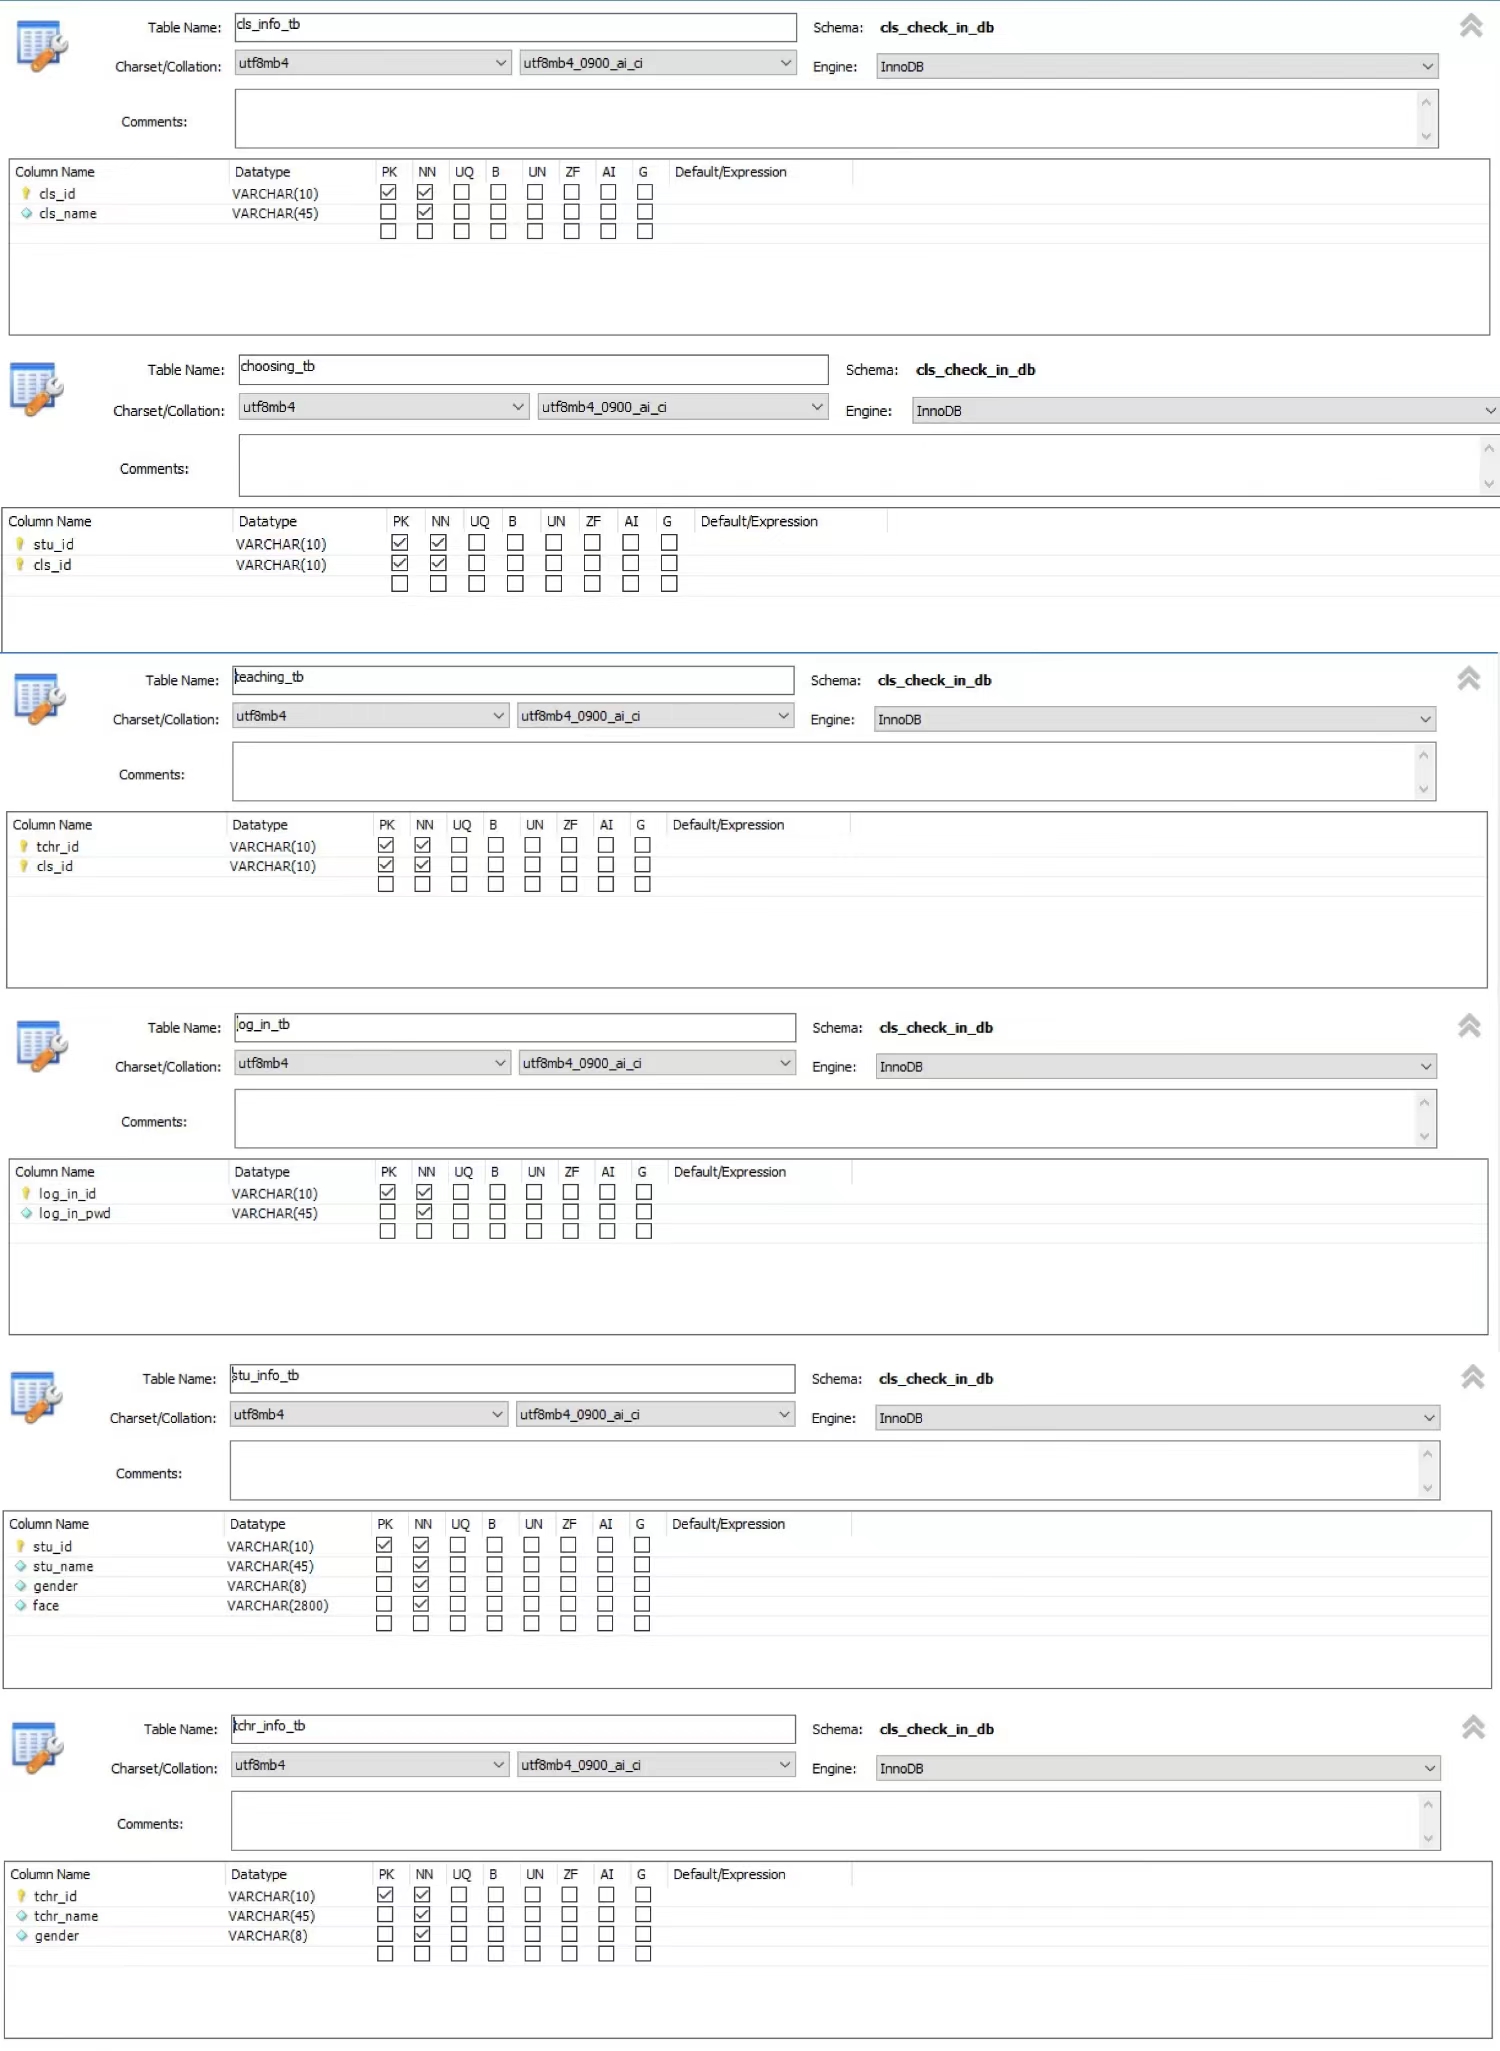 Table Name: cls_info_tb Schema: cls_check_in_db
Charset/Collation: utf8mb4 utf8mb4_0900_ai_ci Engine: InnoDB
Comments:
Column Name Datatype PK NN UQ B UN ZF AI G Default/Expression
cls_id VARCHAR(10)
cls_name VARCHAR(45)
Table Name: choosing_tb Schema: cls_check_in_db
Charset/Collation: utf8mb4 utf8mb4_0900_ai_ci Engine: InnoDB
Comments:
Column Name Datatype PK NN UQ B UN ZF AI G Default/Expression
stu_id VARCHAR(10)
cls_id VARCHAR(10)
Table Name: teaching_tb Schema: cls_check_in_db
Charset/Collation: utf8mb4 utf8mb4_0900_ai_ci Engine: InnoDB
Comments:
Column Name Datatype PK NN UQ B UN ZF AI G Default/Expression
tchr_id VARCHAR(10)
cls_id VARCHAR(10)
Table Name: log_in_tb Schema: cls_check_in_db
Charset/Collation: utf8mb4 utf8mb4_0900_ai_ci Engine: InnoDB
Comments:
Column Name Datatype PK NN UQ B UN ZF AI G Default/Expression
log_in_id VARCHAR(10)
log_in_pwd VARCHAR(45)
Table Name: stu_info_tb Schema: cls_check_in_db
Charset/Collation: utf8mb4 utf8mb4_0900_ai_ci Engine: InnoDB
Comments:
Column Name Datatype PK NN UQ B UN ZF AI G Default/Expression
stu_id VARCHAR(10)
stu_name VARCHAR(45)
gender VARCHAR(8)
face VARCHAR(2800)
Table Name: tchr_info_tb Schema: cls_check_in_db
Charset/Collation: utf8mb4 utf8mb4_0900_ai_ci Engine: InnoDB
Comments:
Column Name Datatype PK NN UQ B UN ZF AI G Default/Expression
tchr_id VARCHAR(10)
tchr_name VARCHAR(45)
gender VARCHAR(8)